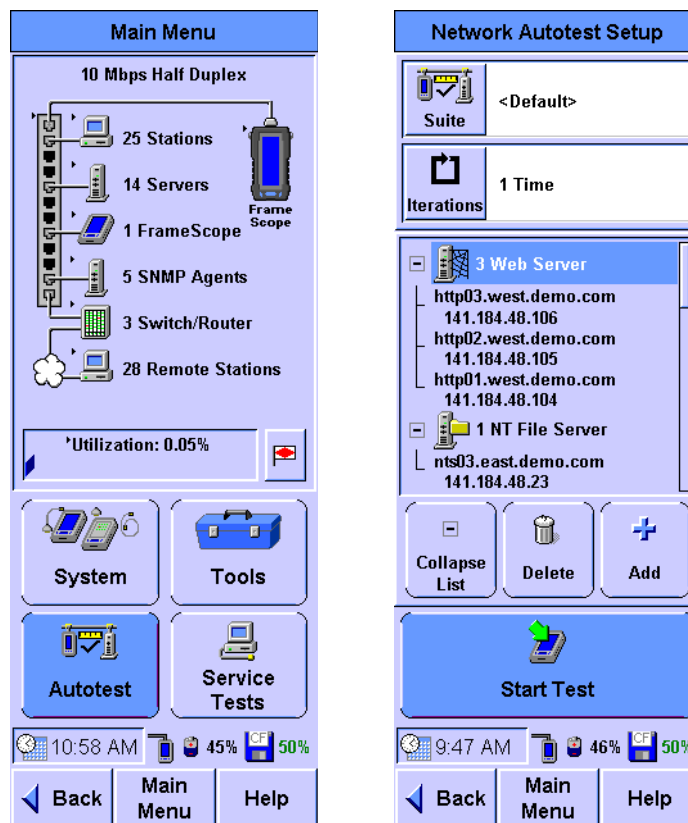 Main Menu
10 Mbps Half Duplex
25 Stations
14 Servers
Frame
Scope
1 FrameScope
5 SNMP Agents
3 Switch/Router
28 Remote Stations
Utilization: 0.05%
System
Tools
Autotest
Service
Tests
10:58 AM
45%
CF
50%
Back
Main
Menu
Help
Network Autotest Setup
Suite
<Default>
Iterations
1 Time
3 Web Server
http03.west.demo.com
141.184.48.106
http02.west.demo.com
141.184.48.105
http01.west.demo.com
141.184.48.104
1 NT File Server
nts03.east.demo.com
141.184.48.23
Collapse
List
Delete
Add
Start Test
9:47 AM
46%
CF
50%
Back
Main
Menu
Help